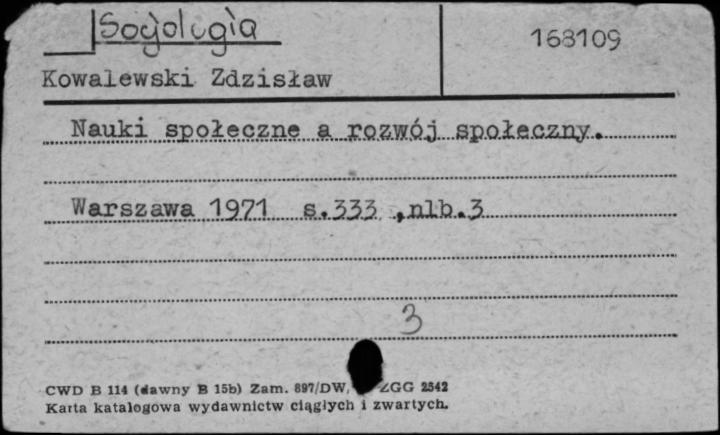 Socjologia
168109
Kowalewski Zdzisław
Nauki społeczne a rozwój społeczny.
Warszawa 1971 s.333 ,nlb.3
3
CWD B 114 (dawny B 15b) Zam. 897/DW, ZGG 2542
Karta katalogowa wydawnictw ciągłych i zwartych.